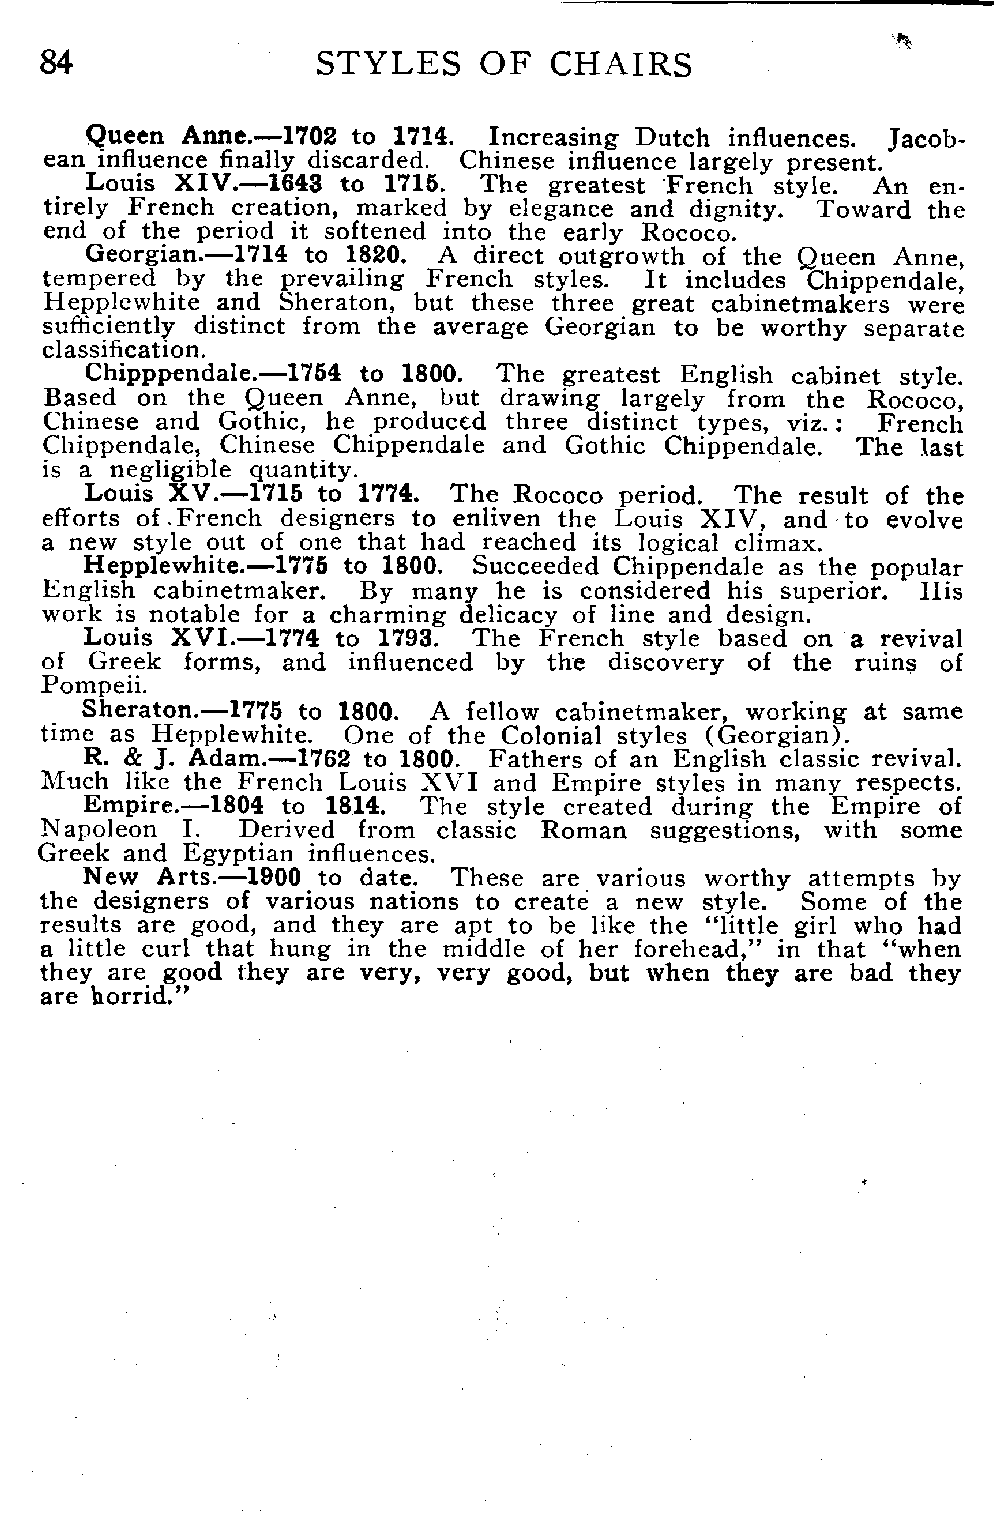 84 STYLES OF CHAIRS
Queen Anne.—1702 to 1714. Increasing Dutch influences. Jacob-
ean influence finally discarded. Chinese influence largely present.
Louis XIV.—1643 to 1715. The greatest French style. An en-
tirely French creation, marked by elegance and dignity. Toward the
end of the period it softened into the early Rococo.
Georgian.—1714 to 1820. A direct outgrowth of the Queen Anne,
tempered by the prevailing French styles. It includes Chippendale,
Hepplewhite and Sheraton, but these three great cabinetmakers were
sufficiently distinct from the average Georgian to be worthy separate
classification.
Chipppendale.—1754 to 1800. The greatest English cabinet style.
Based on the Queen Anne, but drawing largely from the Rococo,
Chinese and Gothic, he produced three distinct types, viz.: French
Chippendale, Chinese Chippendale and Gothic Chippendale. The last
is a negligible quantity.
Louis XV.—1715 to 1774. The Rococo period. The result of the
efforts of French designers to enliven the Louis XIV, and to evolve
a new style out of one that had reached its logical climax.
Hepplewhite.—1775 to 1800. Succeeded Chippendale as the popular
English cabinetmaker. By many he is considered his superior. His
work is notable for a charming delicacy of line and design.
Louis XVI.—1774 to 1793. The French style based on a revival
of Greek forms, and influenced by the discovery of the ruins of
Pompeii.
Sheraton.—1775 to 1800. A fellow cabinetmaker, working at same
time as Hepplewhite. One of the Colonial styles (Georgian).
R. & J. Adam.—1762 to 1800. Fathers of an English classic revival.
Much like the French Louis XVI and Empire styles in many respects.
Empire.—1804 to 1814. The style created during the Empire of
Napoleon I. Derived from classic Roman suggestions, with some
Greek and Egyptian influences.
New Arts.—1900 to date. These are various worthy attempts by
the designers of various nations to create a new style. Some of the
results are good, and they are apt to be like the "little girl who had
a little curl that hung in the middle of her forehead," in that "when
they are good they are very, very good, but when they are bad they
are horrid."